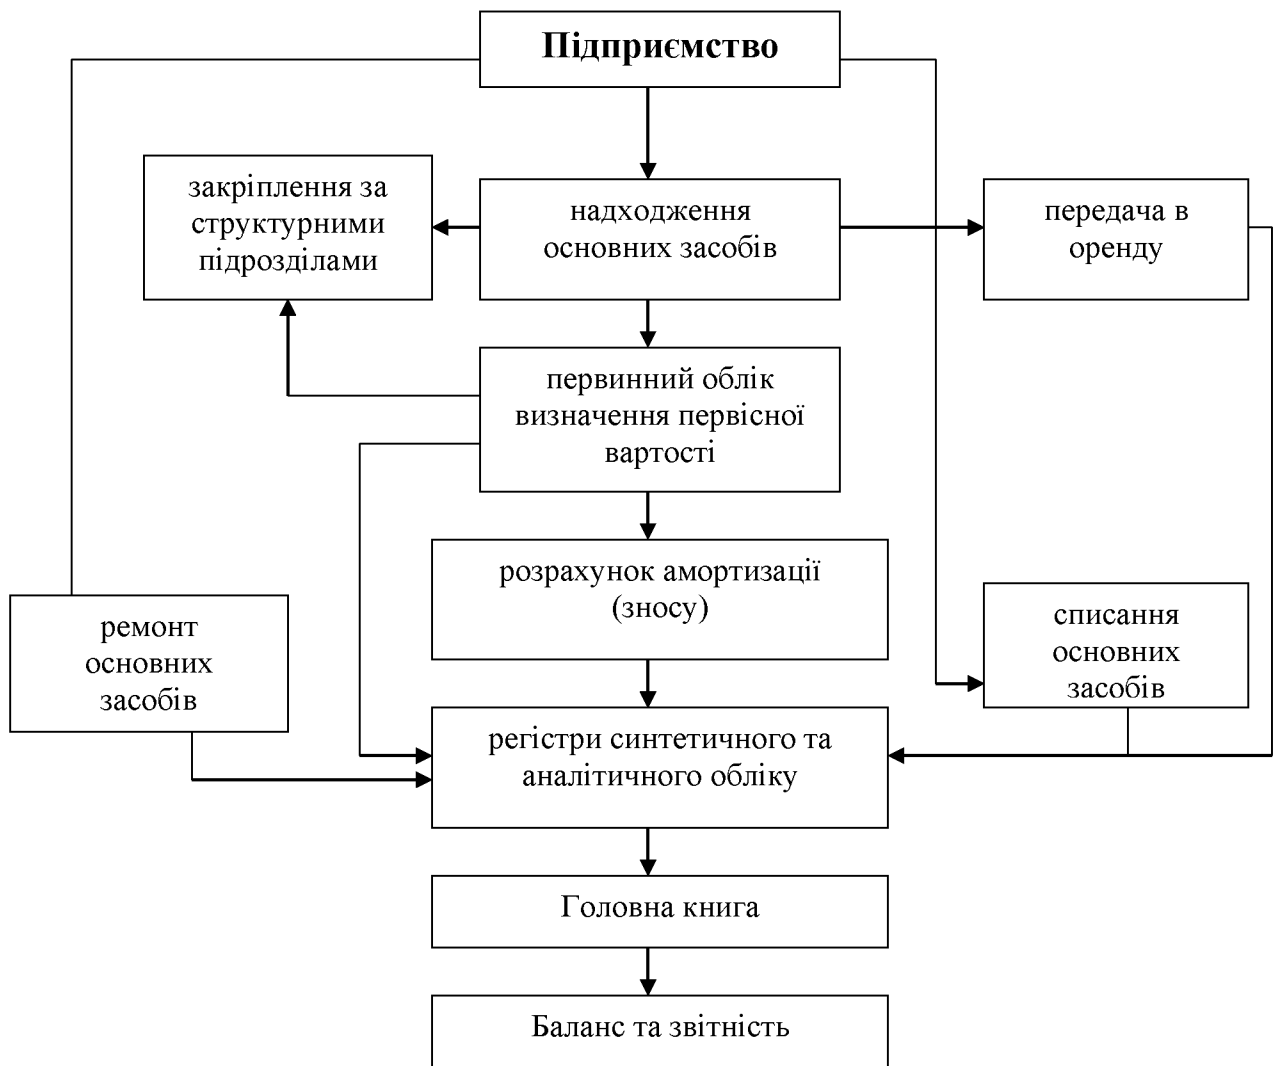 Підприємство
закріплення за
структурними
підрозділами
надходження
основних засобів
передача в
оренду
первинний облік
визначення первісної
вартості
розрахунок амортизації
(зносу)
ремонт
основних
засобів
списання
основних
засобів
регістри синтетичного та
аналітичного обліку
Головна книга
Баланс та звітність